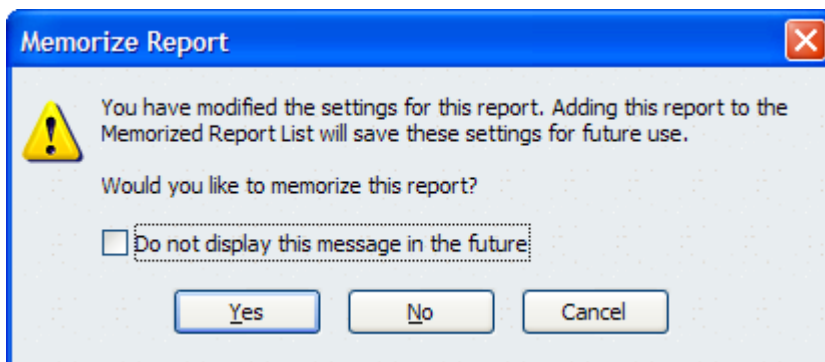 Memorize Report
You have modified the settings for this report. Adding this report to the
Memorized Report List will save these settings for future use.
Would you like to memorize this report?
Do not display this message in the future
Yes No Cancel